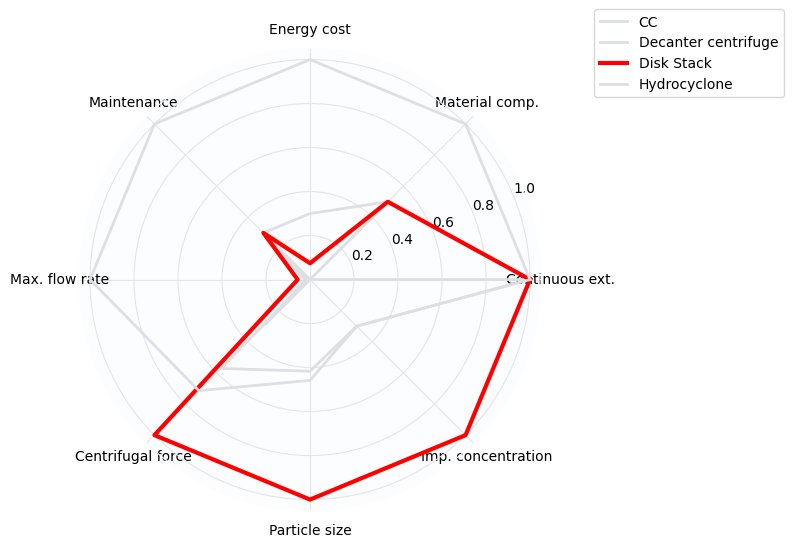 CC
Decanter centrifuge
Disk Stack
Hydrocyclone
Energy cost
Maintenance
Material comp.
1.0
0.8
0.6
0.4
0.2
Max. flow rate
Continuous ext.
Centrifugal force
Imp. concentration
Particle size